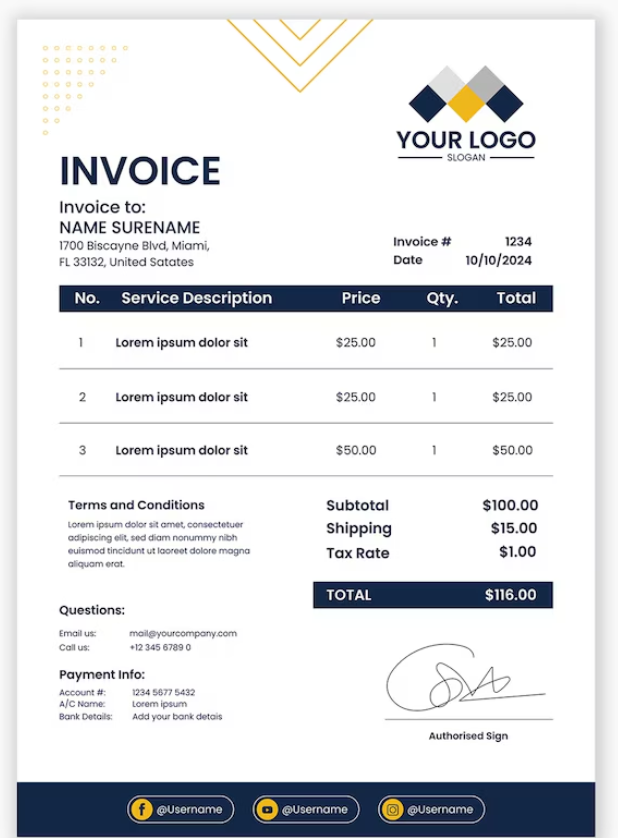 YOUR LOGO
SLOGAN
INVOICE
Invoice to:
NAME SURENAME
1700 Biscayne Blvd, Miami,
FL 33132, United Satates
Invoice # 1234
Date 10/10/2024
No. Service Description Price Qty. Total
1 Lorem ipsum dolor sit $25.00 1 $25.00
2 Lorem ipsum dolor sit $25.00 1 $25.00
3 Lorem ipsum dolor sit $50.00 1 $50.00
Terms and Conditions
Lorem ipsum dolor sit amet, consectetuer
adipiscing elit, sed diam nonummy nibh
euismod tincidunt ut laoreet dolore magna
aliquam erat.
Subtotal $100.00
Shipping $15.00
Tax Rate $1.00
TOTAL $116.00
Questions:
Email us: mail@yourcompany.com
Call us: +12 345 6789 0
Payment Info:
Account #: 1234 5677 5432
A/C Name: Lorem ipsum
Bank Details: Add your bank detais
Authorised Sign
@Username @Username @Username